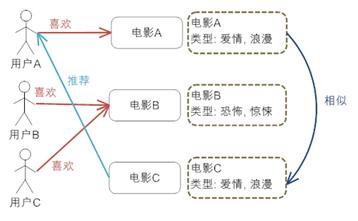 喜欢
用户A
电影A
电影A
类型: 爱情, 浪漫
推荐
喜欢
用户B
电影B
电影B
类型: 恐怖, 惊悚
相似
喜欢
用户C
电影C
电影C
类型: 爱情, 浪漫